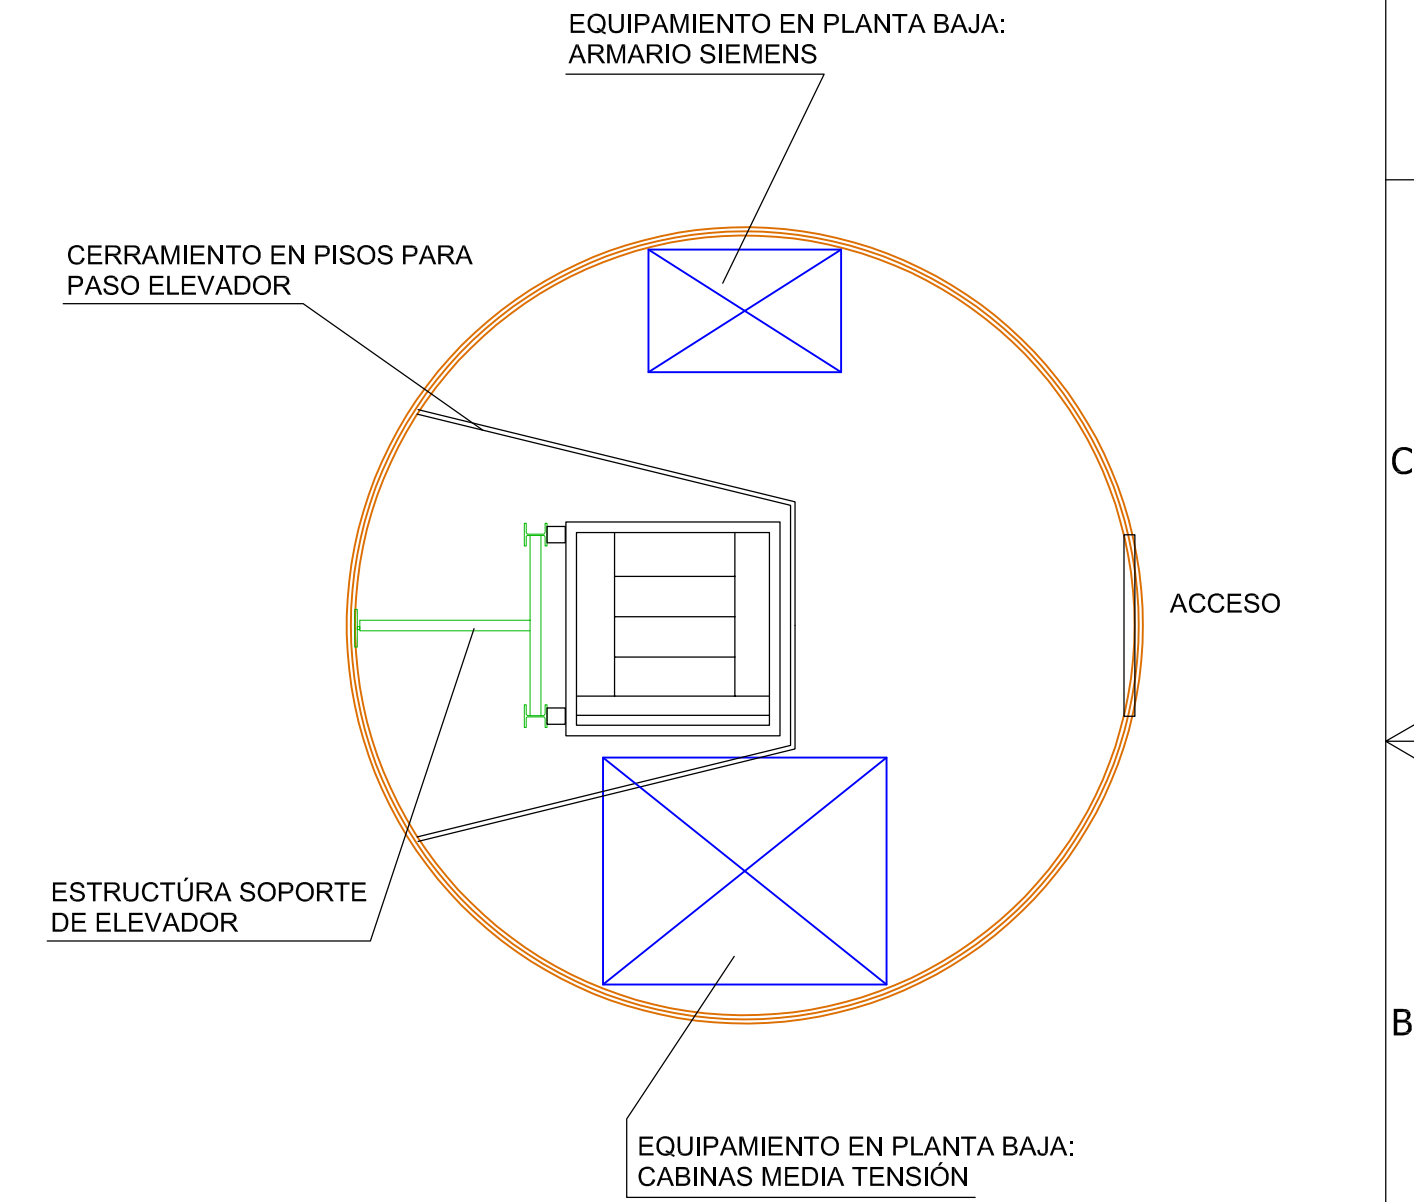 EQUIPAMIENTO EN PLANTA BAJA:
ARMARIO SIEMENS
CERRAMIENTO EN PISOS PARA
PASO ELEVADOR
C
ACCESO
ESTRUCTÚRA SOPORTE
DE ELEVADOR
B
EQUIPAMIENTO EN PLANTA BAJA:
CABINAS MEDIA TENSIÓN